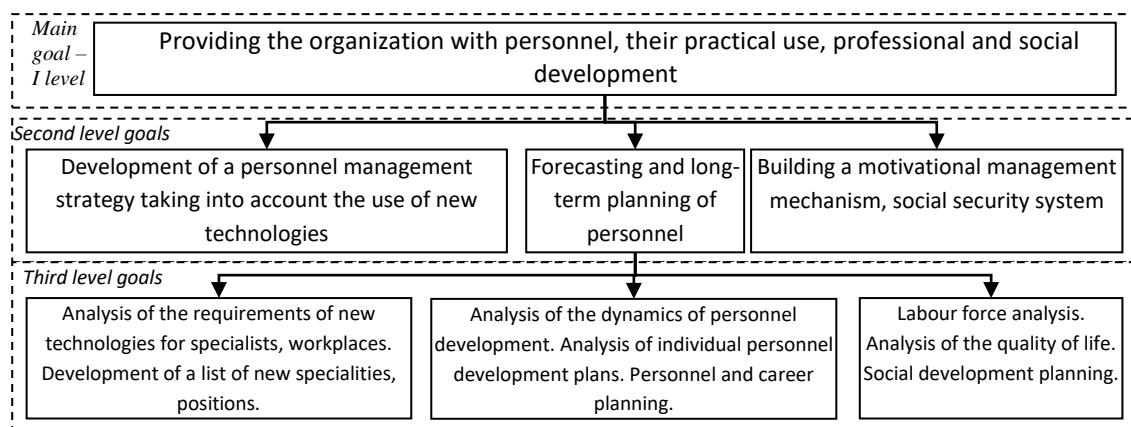 Main
goal –
I level
Providing the organization with personnel, their practical use, professional and social
development
Second level goals
Development of a personnel management
strategy taking into account the use of new
technologies
Forecasting and long-
term planning of
personnel
Building a motivational management
mechanism, social security system
Third level goals
Analysis of the requirements of new
technologies for specialists, workplaces.
Development of a list of new specialities,
positions.
Analysis of the dynamics of personnel
development. Analysis of individual personnel
development plans. Personnel and career
planning.
Labour force analysis.
Analysis of the quality of life.
Social development planning.